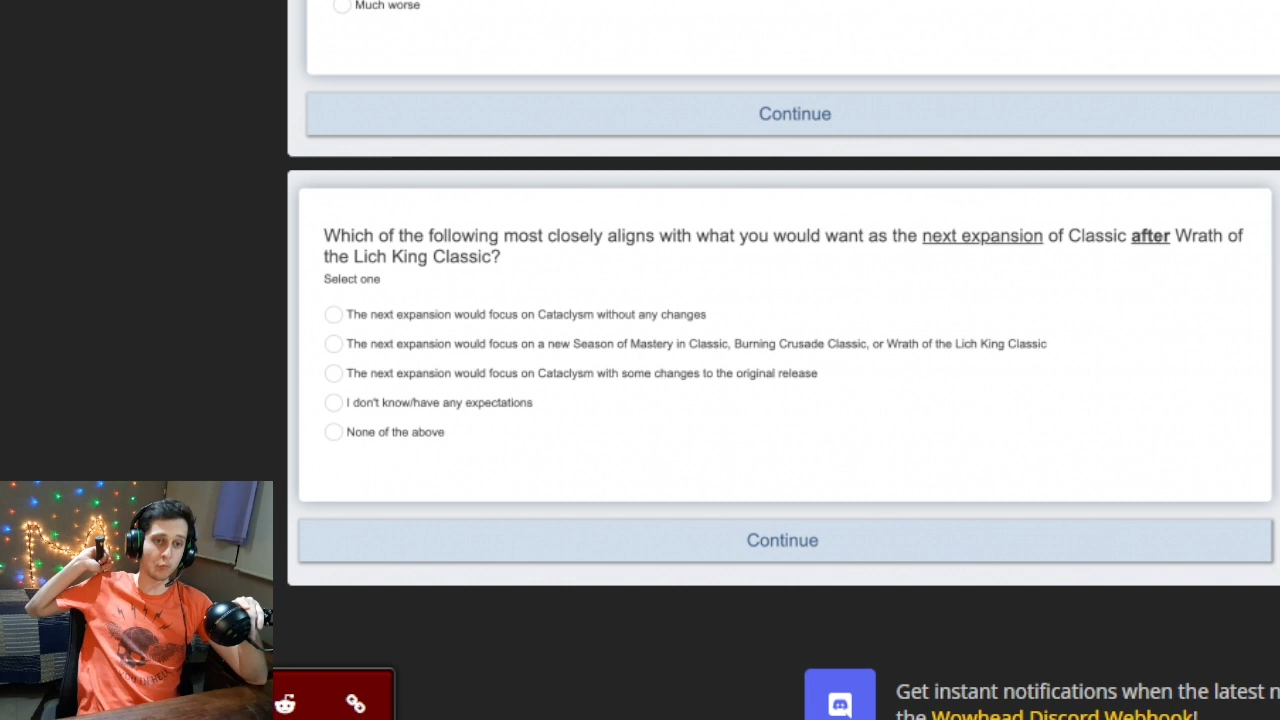 Much worse
Continue
Which of the following most closely aligns with what you would want as the next expansion of Classic after Wrath of
the Lich King Classic?
Select one
The next expansion would focus on Cataclysm without any changes
The next expansion would focus on a new Season of Mastery in Classic, Burning Crusade Classic, or Wrath of the Lich King Classic
The next expansion would focus on Cataclysm with some changes to the original release
I don't know/have any expectations
None of the above
Continue
Get instant notifications when the latest
the Wowhead Discord Webhook!